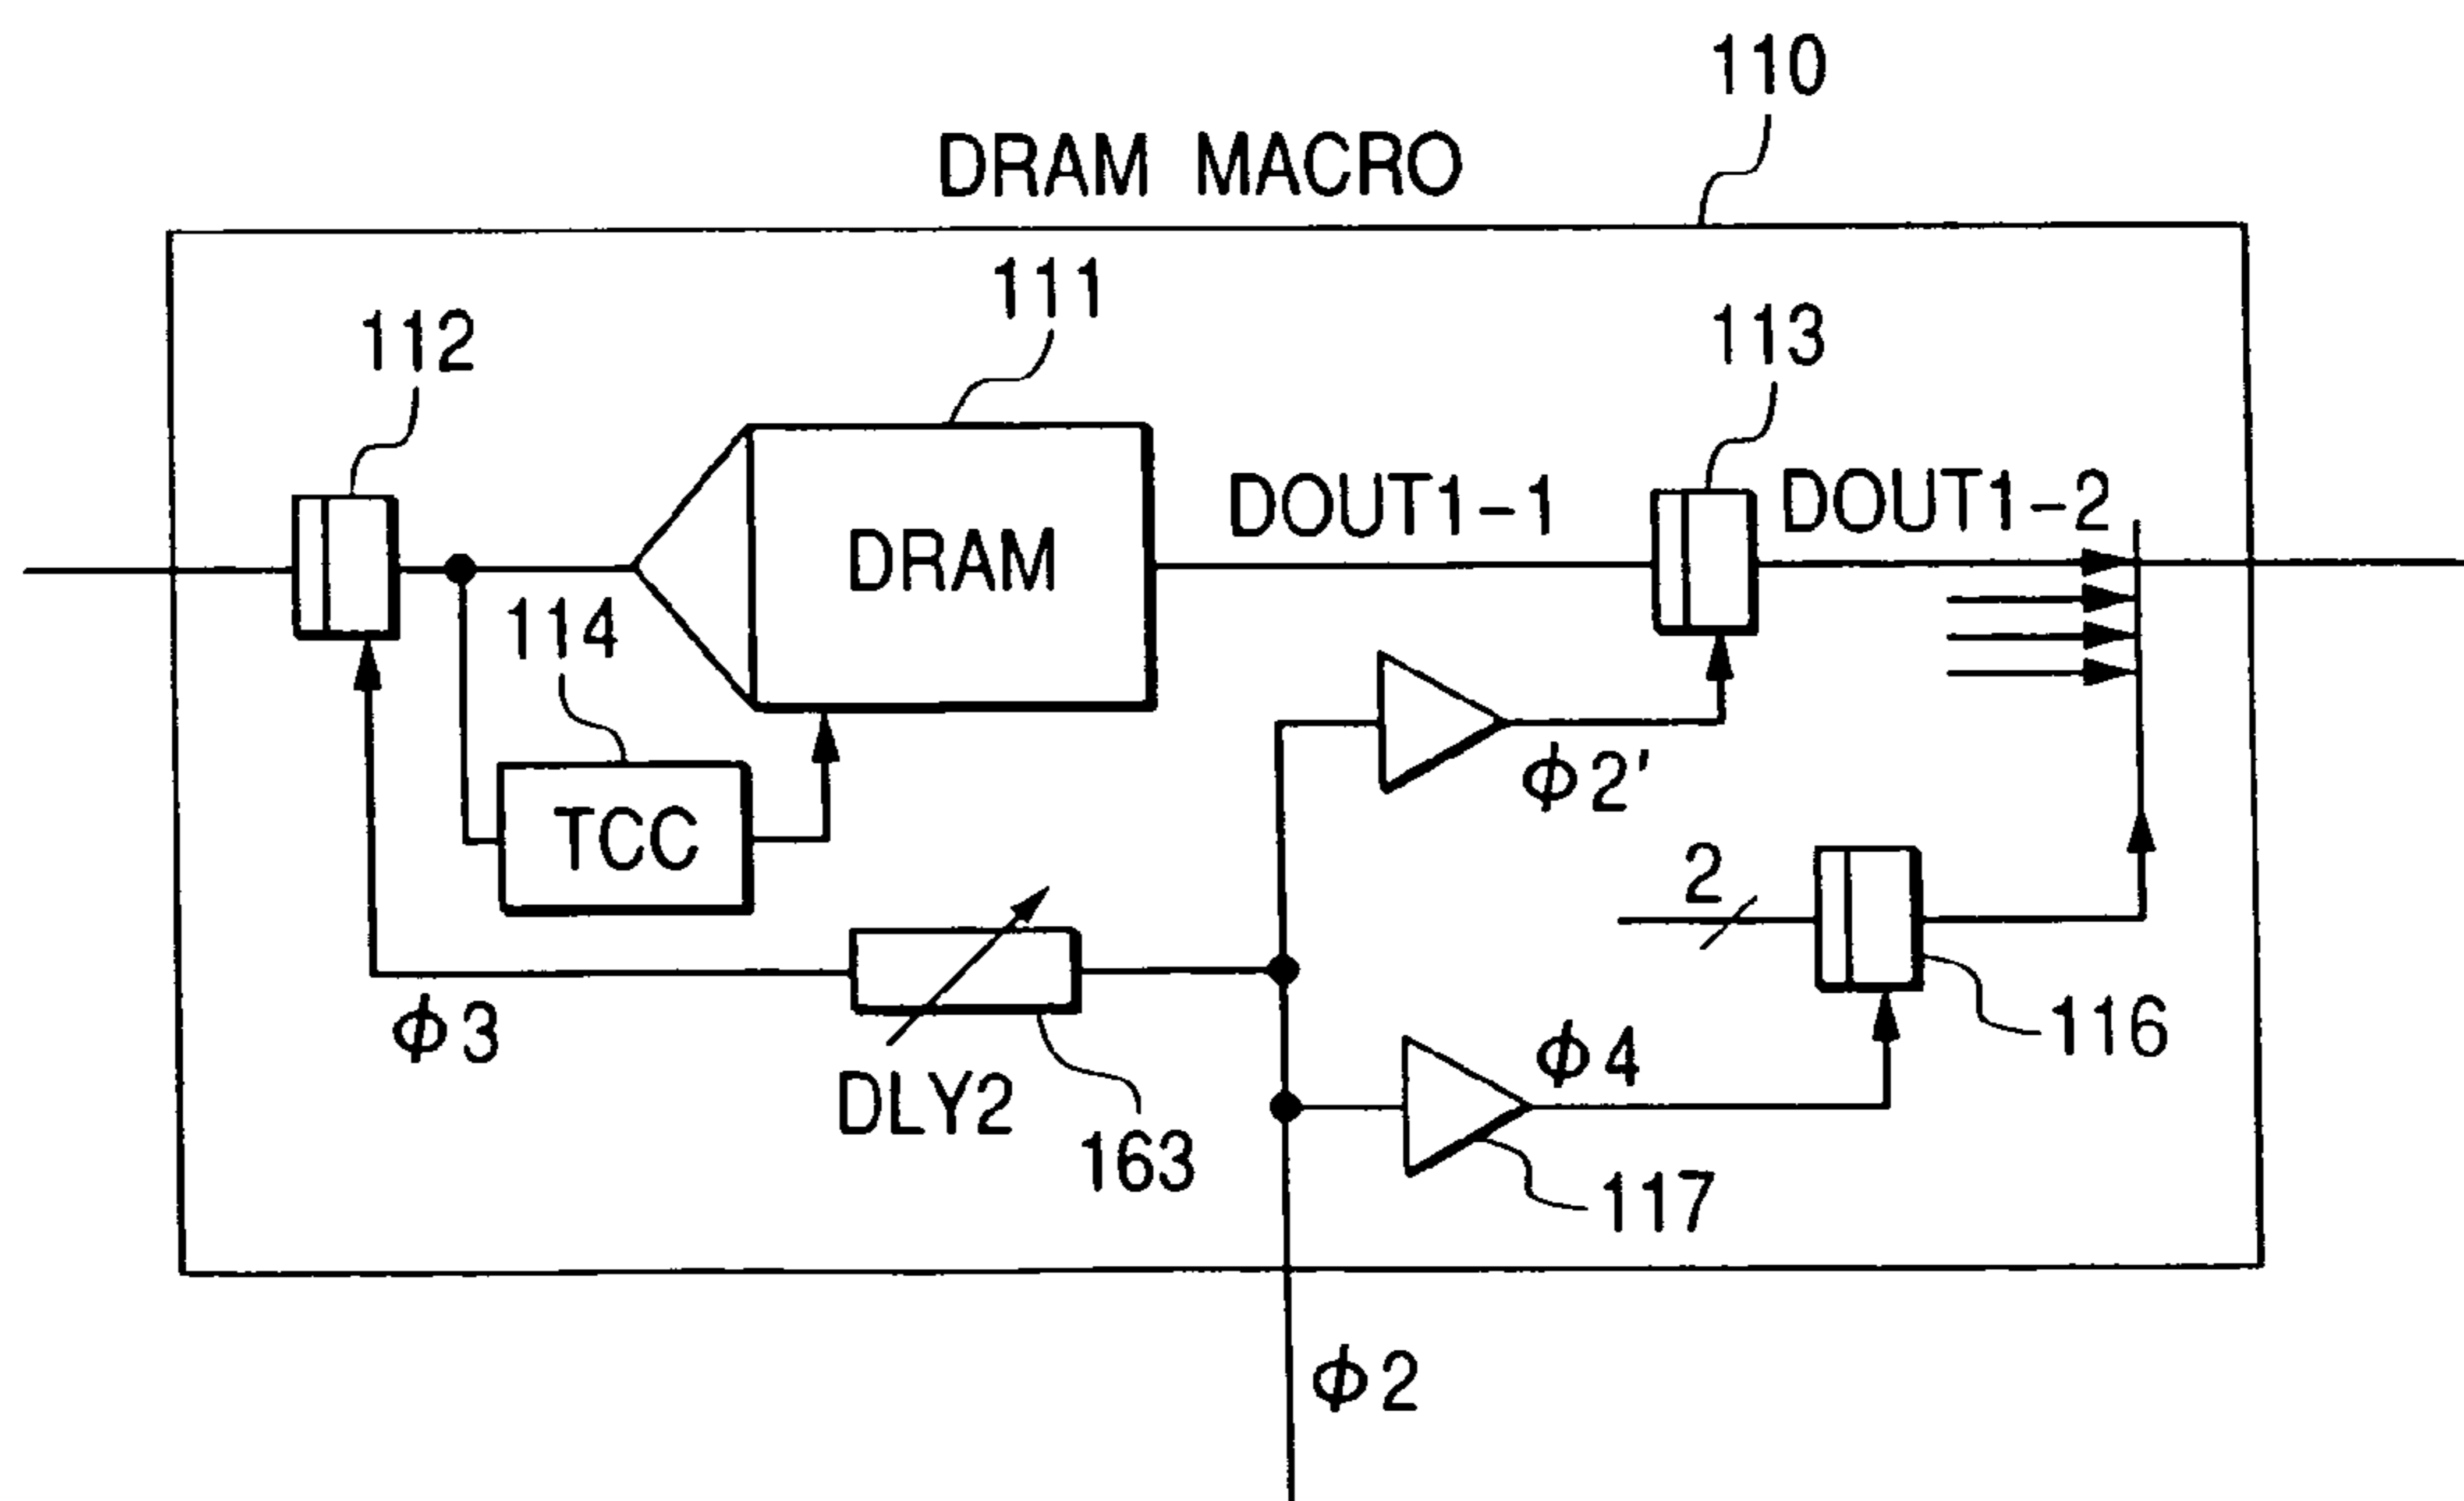 110
DRAM MACRO
111
112
113
DOUT1-1
DOUT1-2
DRAM
114
ϕ2'
TCC
2
ϕ3
116
ϕ4
DLY2
163
117
ϕ2